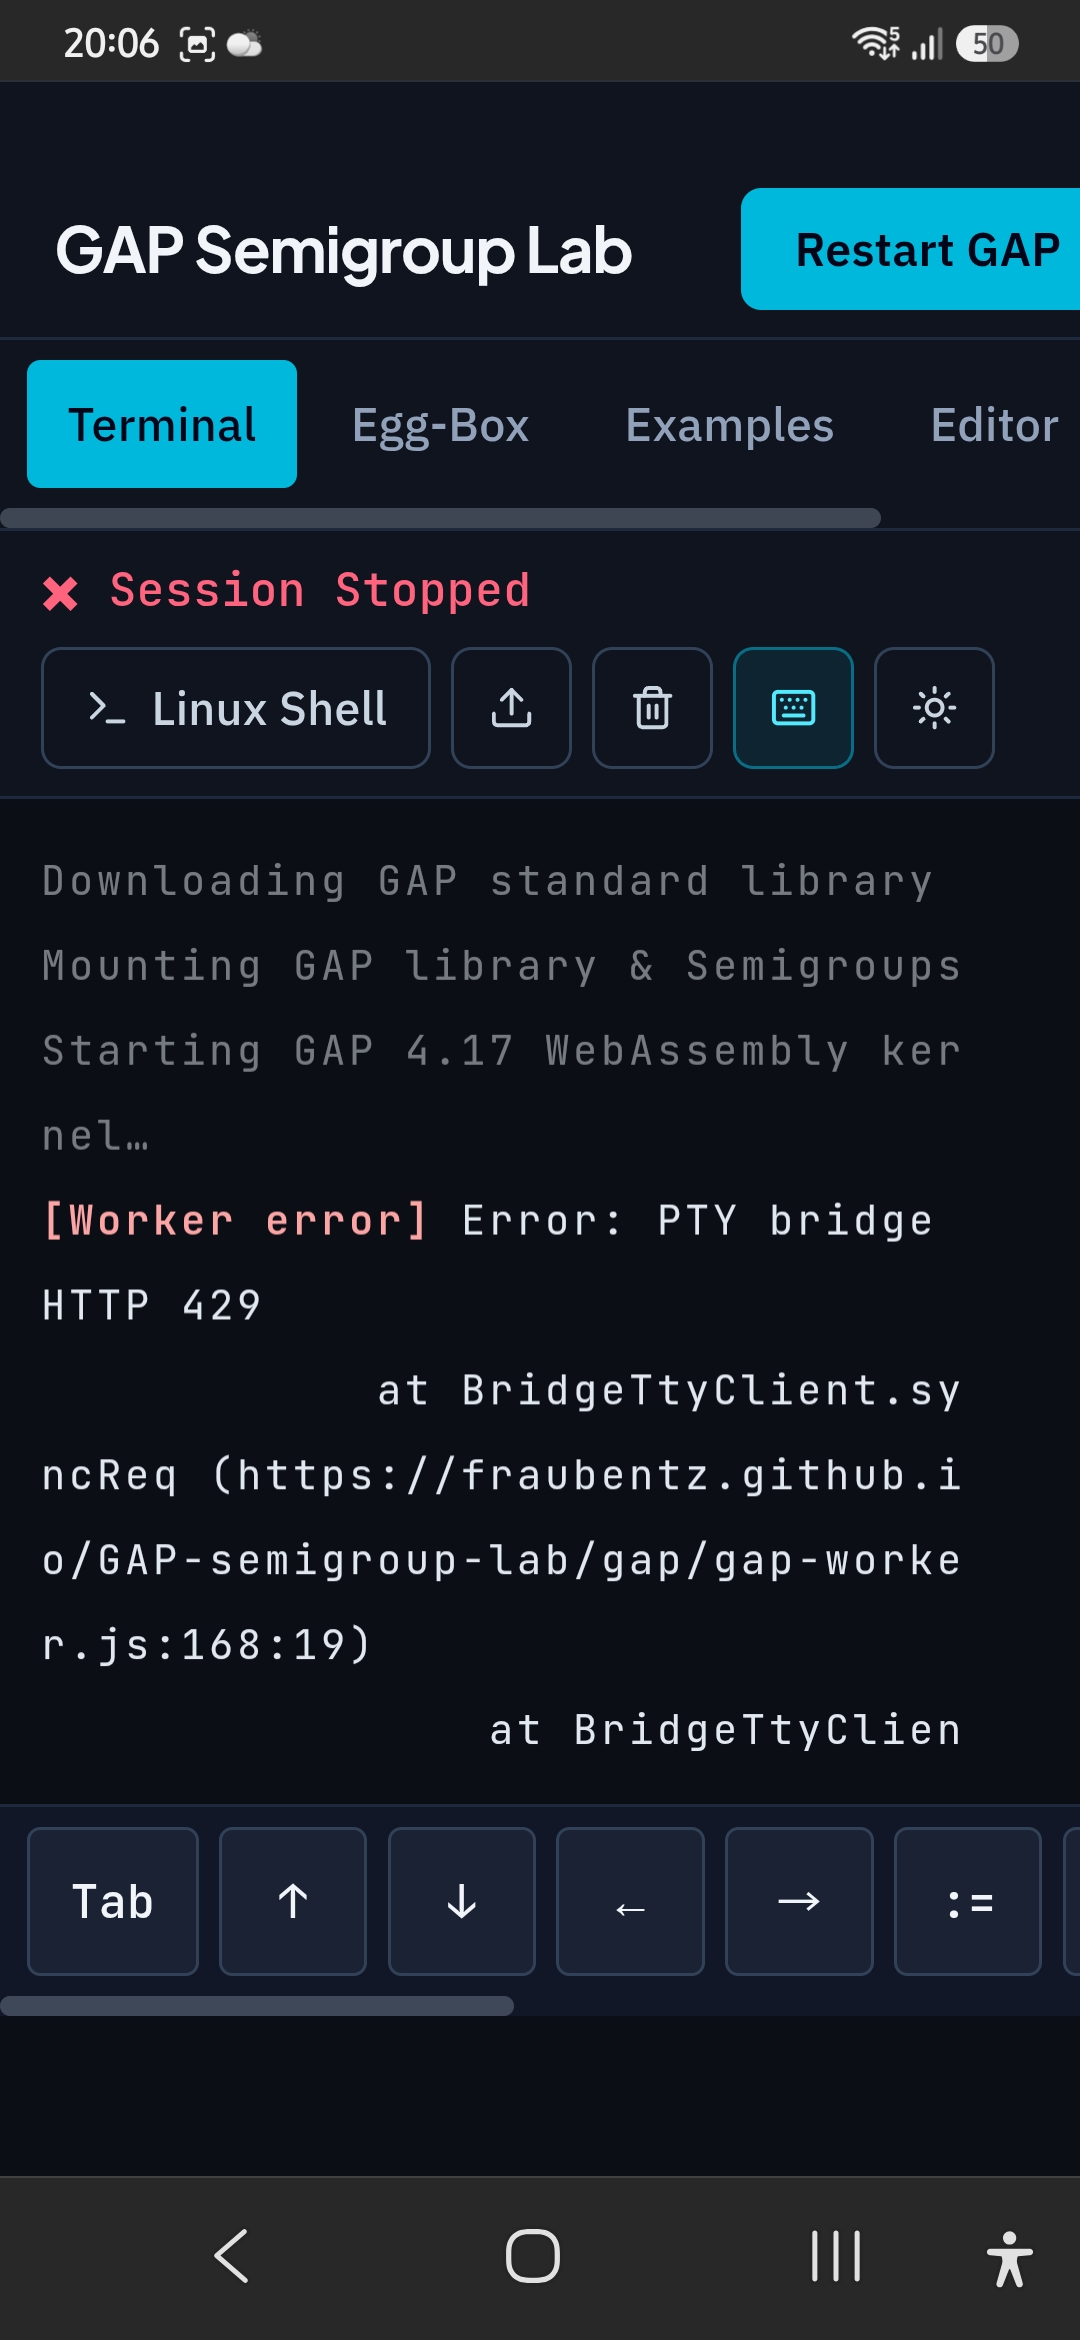 20:06
5
50
GAP Semigroup Lab
Restart GAP
Terminal
Egg-Box
Examples
Editor
✖ Session Stopped
Linux Shell
Downloading GAP standard library
Mounting GAP library & Semigroups
Starting GAP 4.17 WebAssembly ker
nel…
[Worker error] Error: PTY bridge
HTTP 429
at BridgeTtyClient.sy
ncReq (https://fraubentz.github.i
o/GAP-semigroup-lab/gap/gap-worke
r.js:168:19)
at BridgeTtyClien
Tab
↑
↓
←
→
:=